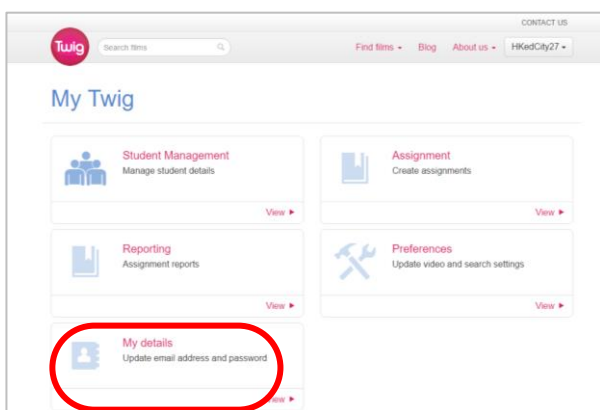 CONTACT US
Twig
Search films
Find films
Blog
About us
HKedCity27
My Twig
Student Management
Manage student details
View
Assignment
Create assignments
View
Reporting
Assignment reports
View
Preferences
Update video and search settings
View
My details
Update email address and password
View